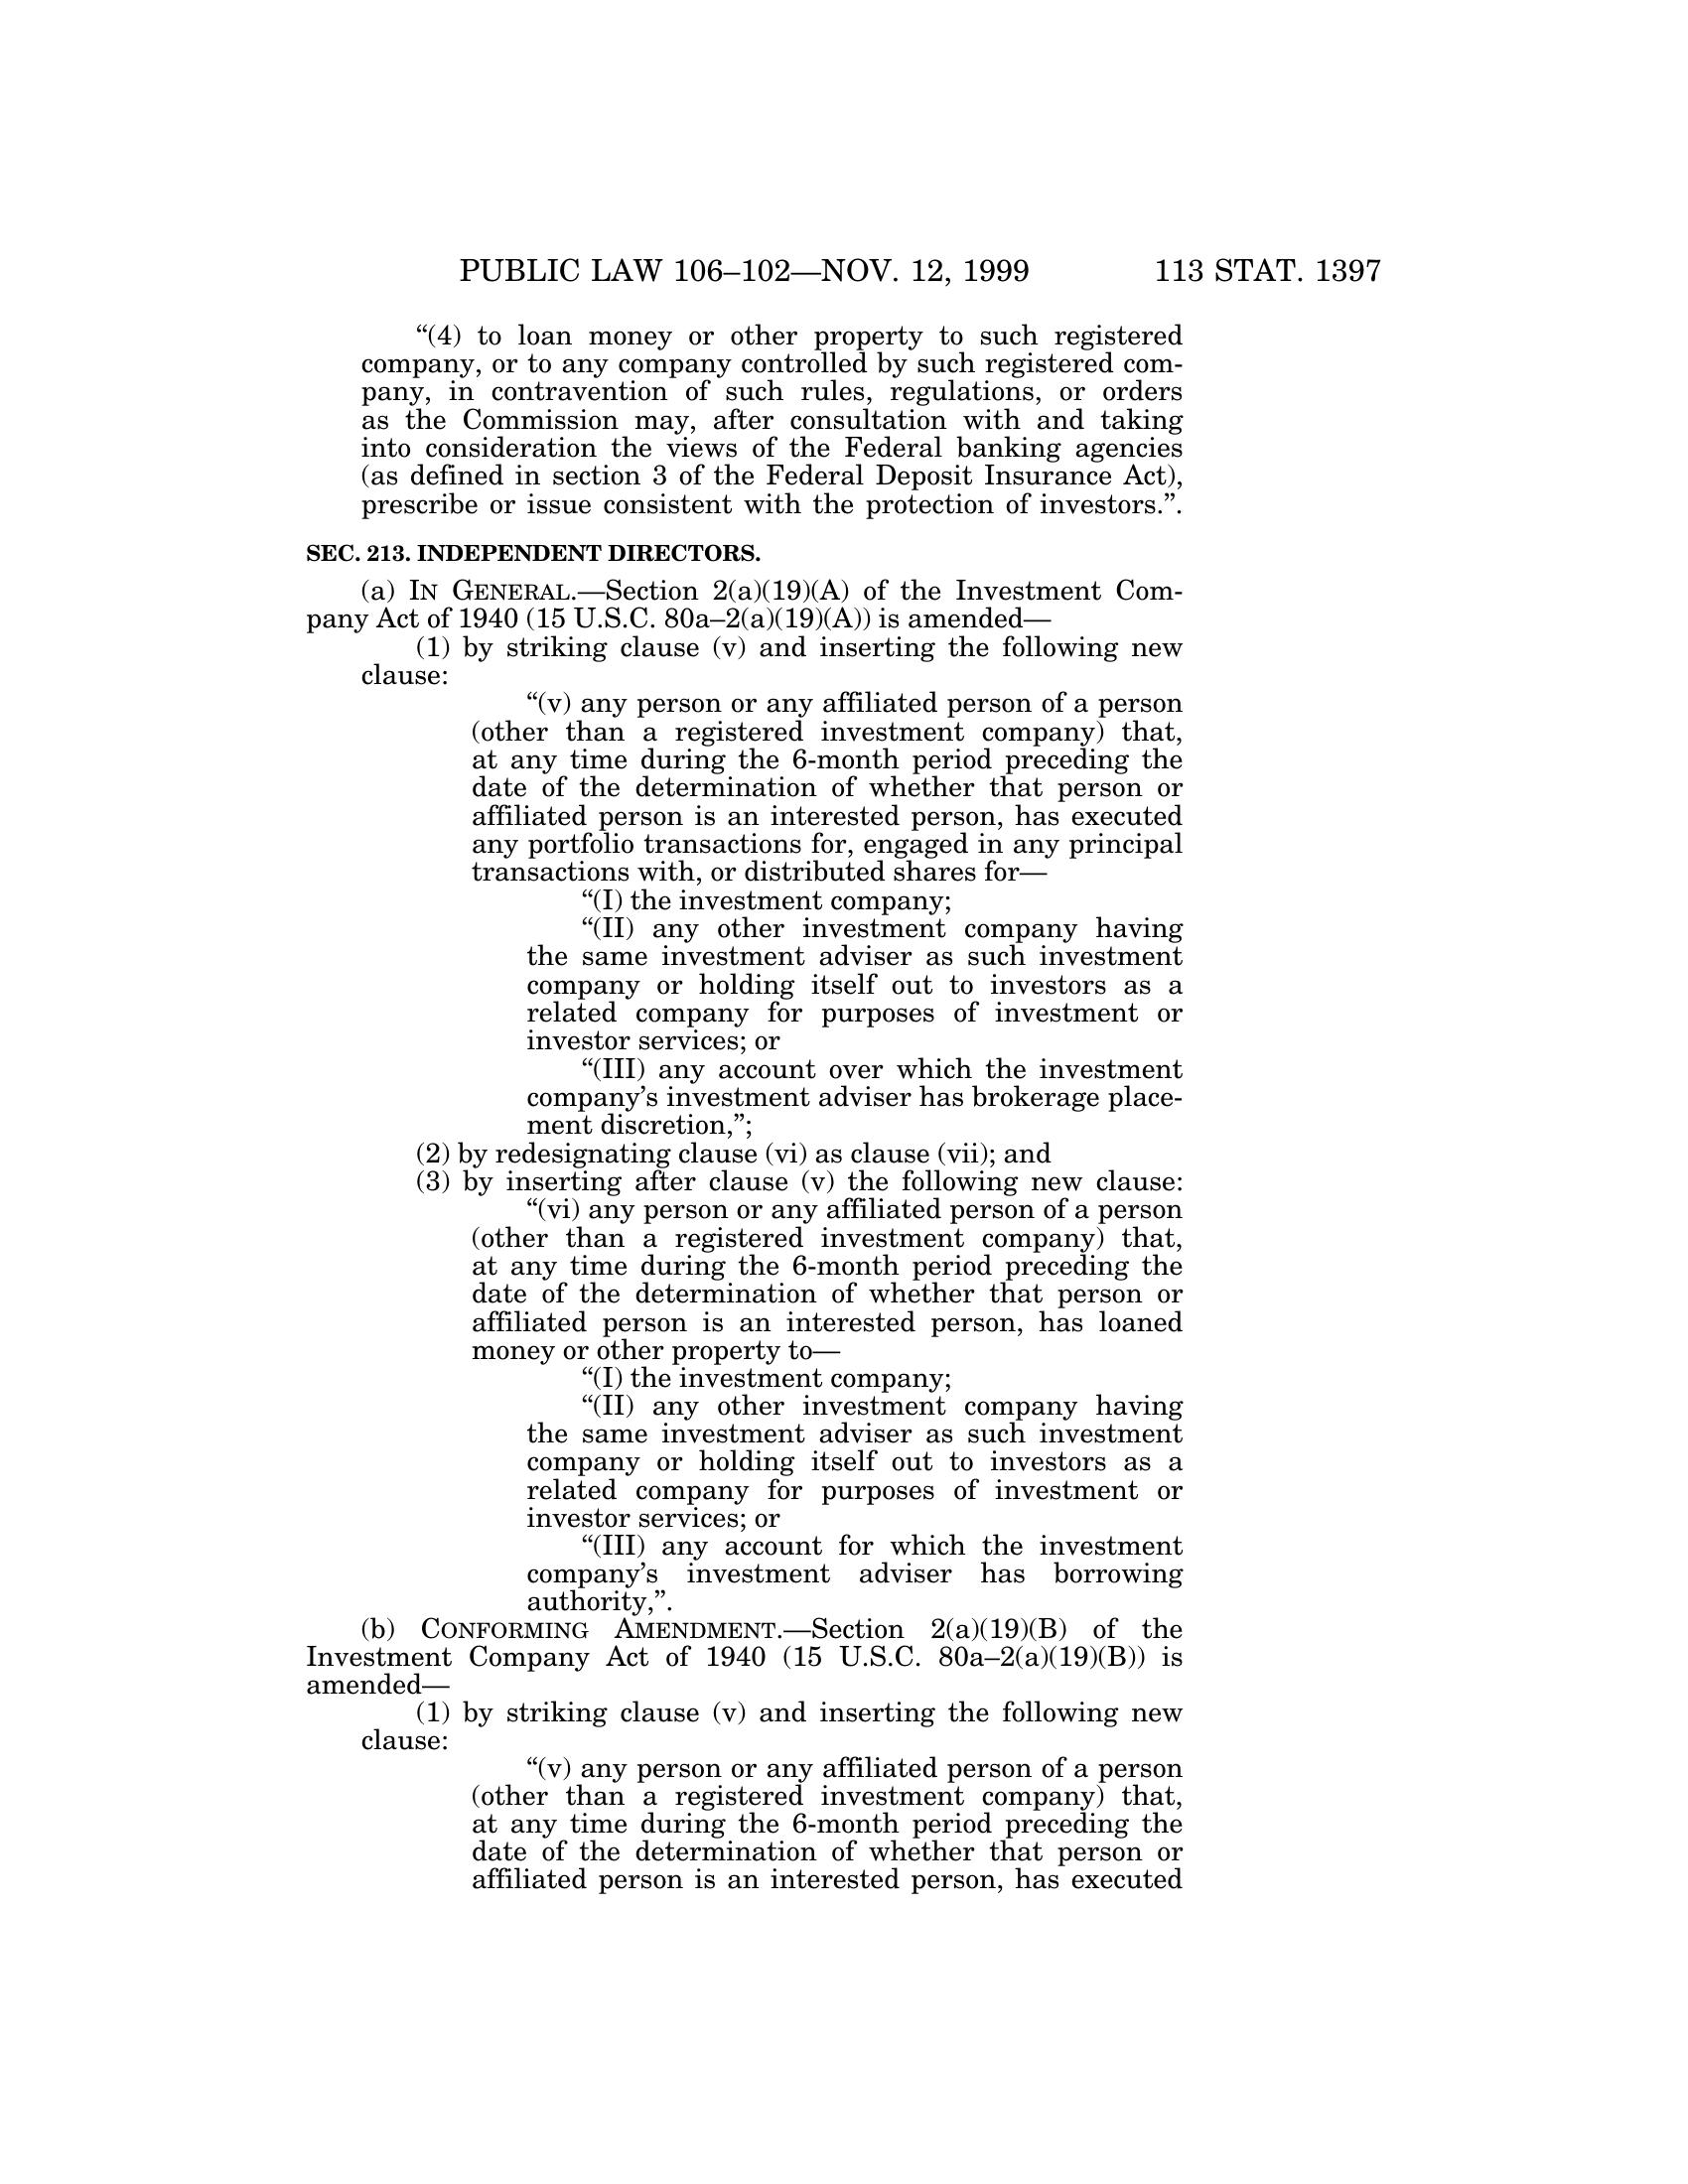 PUBLIC LAW 106–102—NOV. 12, 1999 113 STAT. 1397
“(4) to loan money or other property to such registered
company, or to any company controlled by such registered com-
pany, in contravention of such rules, regulations, or orders
as the Commission may, after consultation with and taking
into consideration the views of the Federal banking agencies
(as defined in section 3 of the Federal Deposit Insurance Act),
prescribe or issue consistent with the protection of investors.”.
SEC. 213. INDEPENDENT DIRECTORS.
(a) IN GENERAL.—Section 2(a)(19)(A) of the Investment Com-
pany Act of 1940 (15 U.S.C. 80a–2(a)(19)(A)) is amended—
(1) by striking clause (v) and inserting the following new
clause:
“(v) any person or any affiliated person of a person
(other than a registered investment company) that,
at any time during the 6-month period preceding the
date of the determination of whether that person or
affiliated person is an interested person, has executed
any portfolio transactions for, engaged in any principal
transactions with, or distributed shares for—
“(I) the investment company;
“(II) any other investment company having
the same investment adviser as such investment
company or holding itself out to investors as a
related company for purposes of investment or
investor services; or
“(III) any account over which the investment
company’s investment adviser has brokerage place-
ment discretion,”;
(2) by redesignating clause (vi) as clause (vii); and
(3) by inserting after clause (v) the following new clause:
“(vi) any person or any affiliated person of a person
(other than a registered investment company) that,
at any time during the 6-month period preceding the
date of the determination of whether that person or
affiliated person is an interested person, has loaned
money or other property to—
“(I) the investment company;
“(II) any other investment company having
the same investment adviser as such investment
company or holding itself out to investors as a
related company for purposes of investment or
investor services; or
“(III) any account for which the investment
company’s investment adviser has borrowing
authority,”.
(b) CONFORMING AMENDMENT.—Section 2(a)(19)(B) of the
Investment Company Act of 1940 (15 U.S.C. 80a–2(a)(19)(B)) is
amended—
(1) by striking clause (v) and inserting the following new
clause:
“(v) any person or any affiliated person of a person
(other than a registered investment company) that,
at any time during the 6-month period preceding the
date of the determination of whether that person or
affiliated person is an interested person, has executed